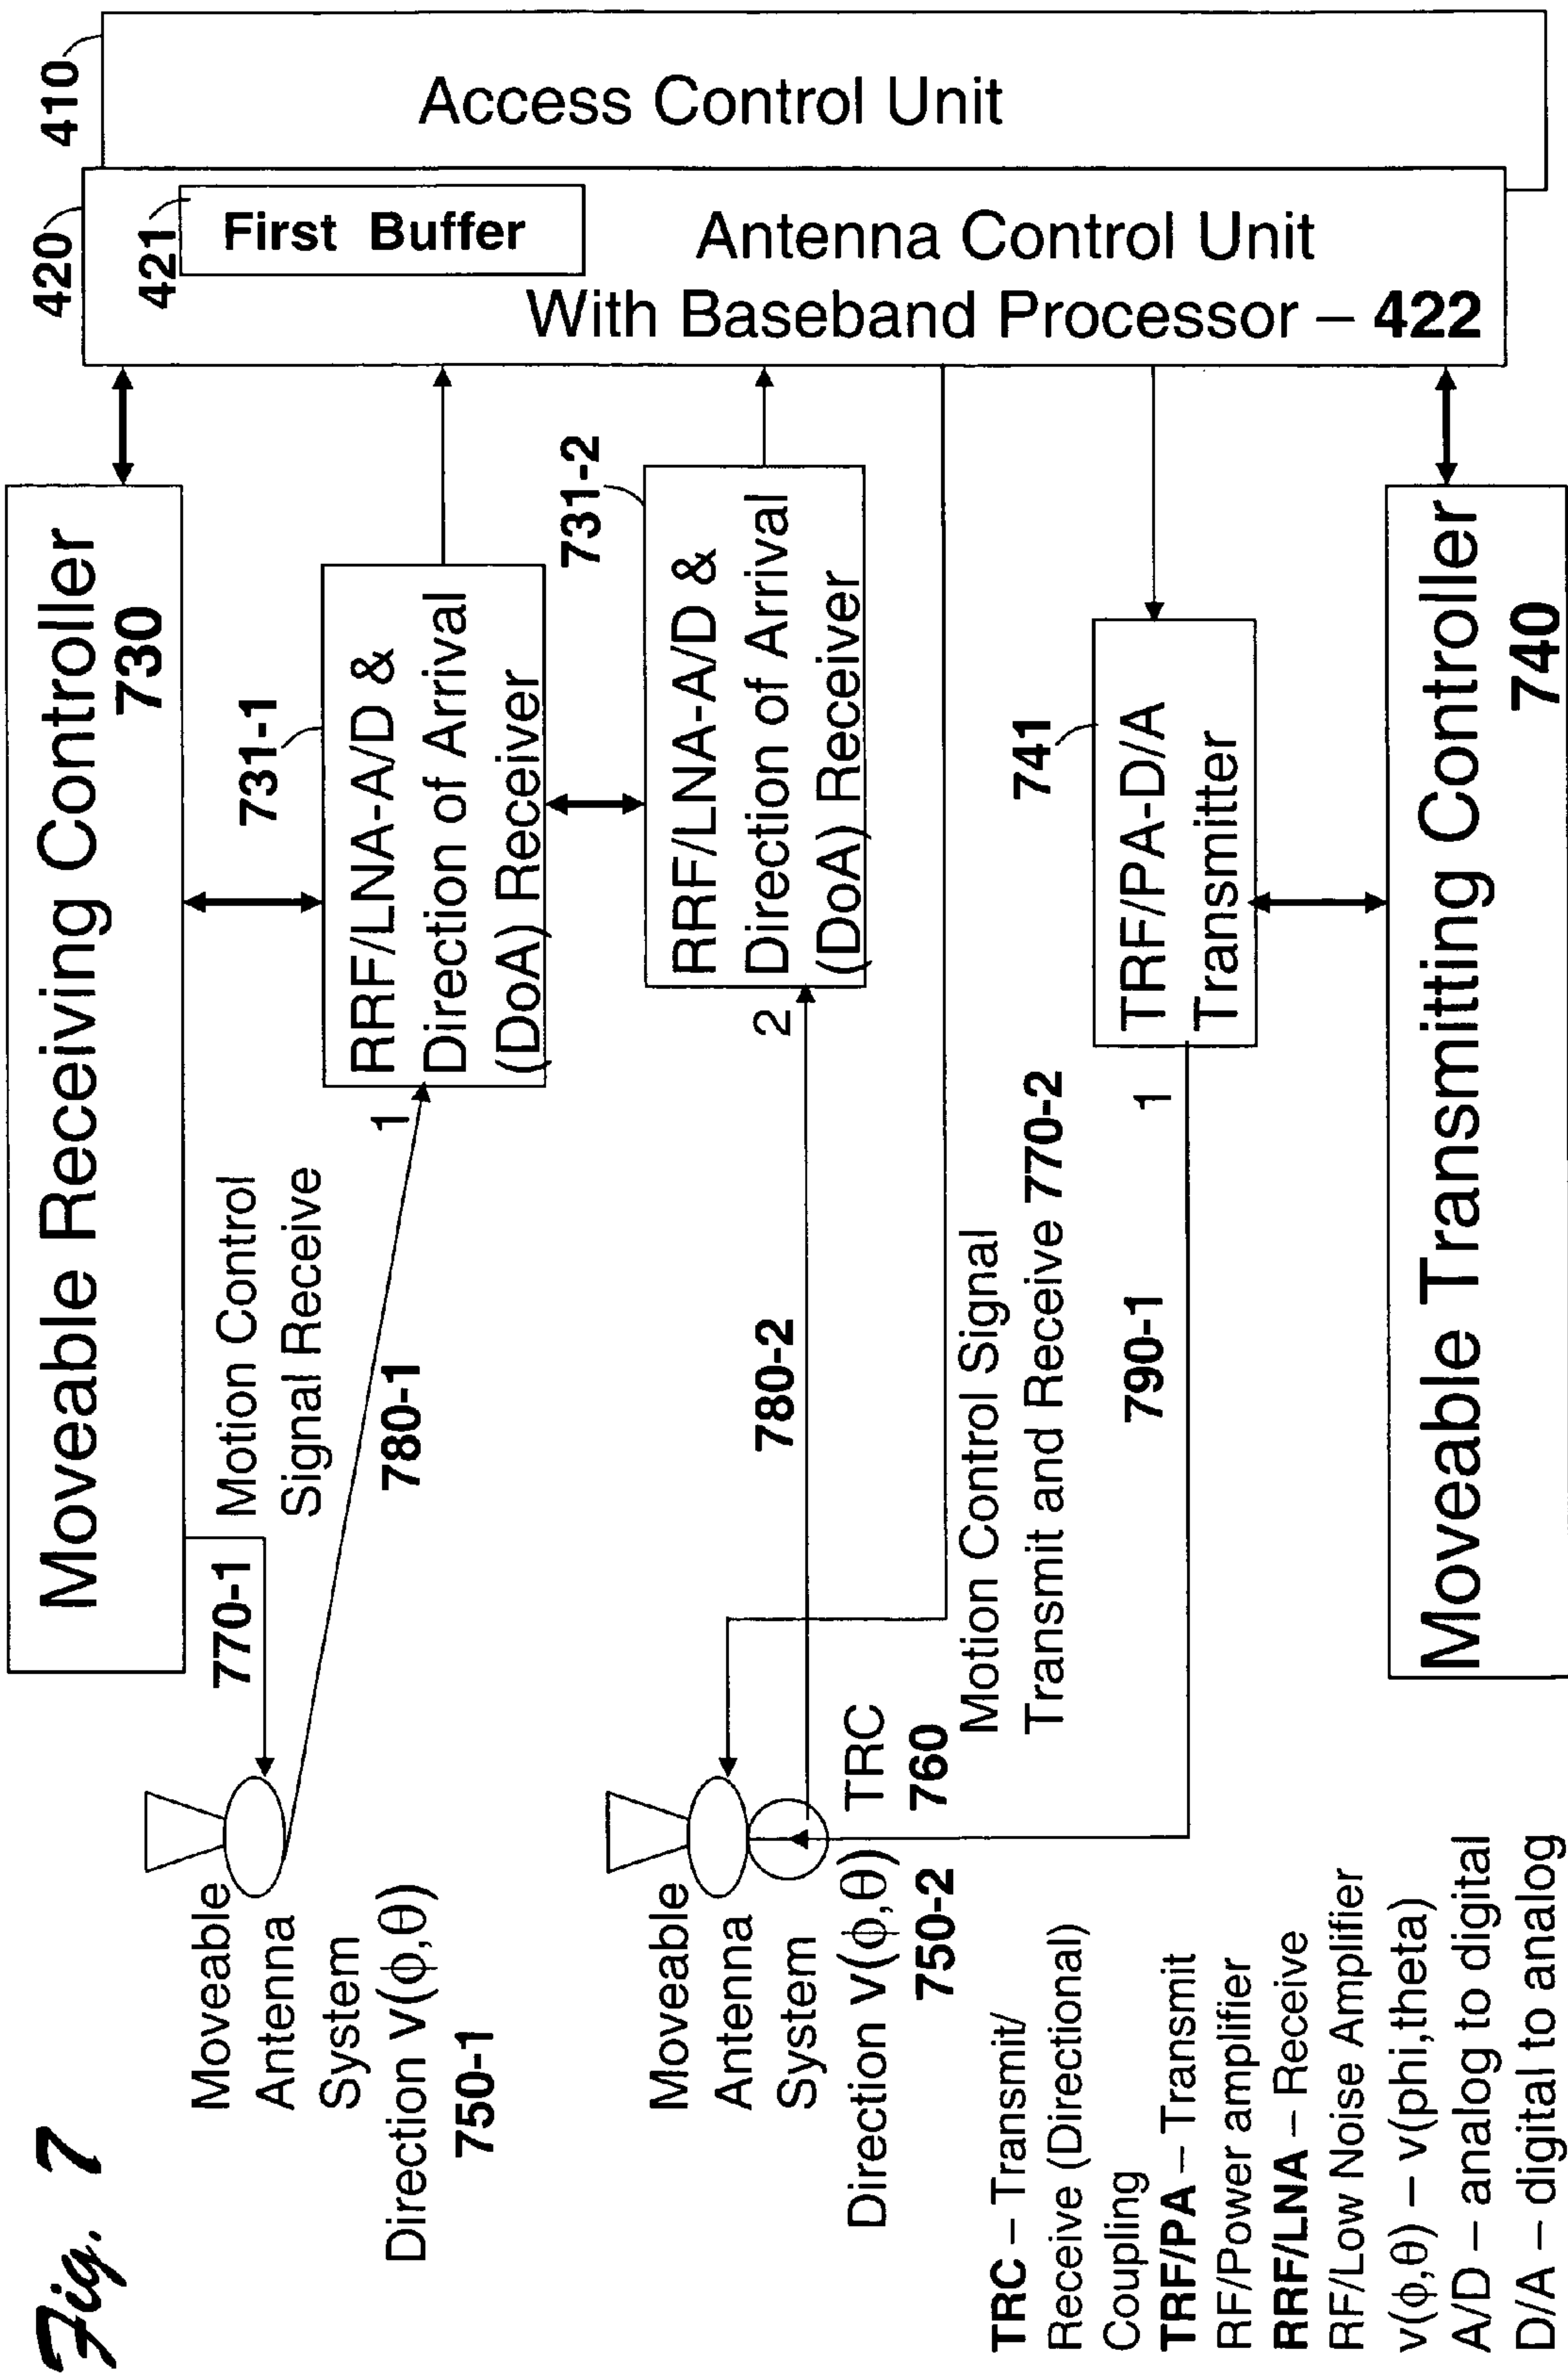 Fig. 7
Moveable Receiving Controller
730
410
Access Control Unit
420
421
First Buffer
Antenna Control Unit
With Baseband Processor – 422
770-1
Motion Control
Signal Receive
780-1
1
731-1
RRF/LNA-A/D &
Direction of Arrival
(DoA) Receiver
Moveable
Antenna
System
Direction v(ϕ,θ)
750-1
731-2
RRF/LNA-A/D &
Direction of Arrival
(DoA) Receiver
2
780-2
Moveable
Antenna
System
Direction v(ϕ,θ)
750-2
TRC
760
Motion Control Signal
Transmit and Receive 770-2
790-1
1
741
TRF/PA-D/A
Transmitter
Moveable Transmitting Controller
740
TRC – Transmit/
Receive (Directional)
Coupling
TRF/PA – Transmit
RF/Power amplifier
RRF/LNA – Receive
RF/Low Noise Amplifier
v(ϕ,θ) – v(phi,theta)
A/D – analog to digital
D/A – digital to analog